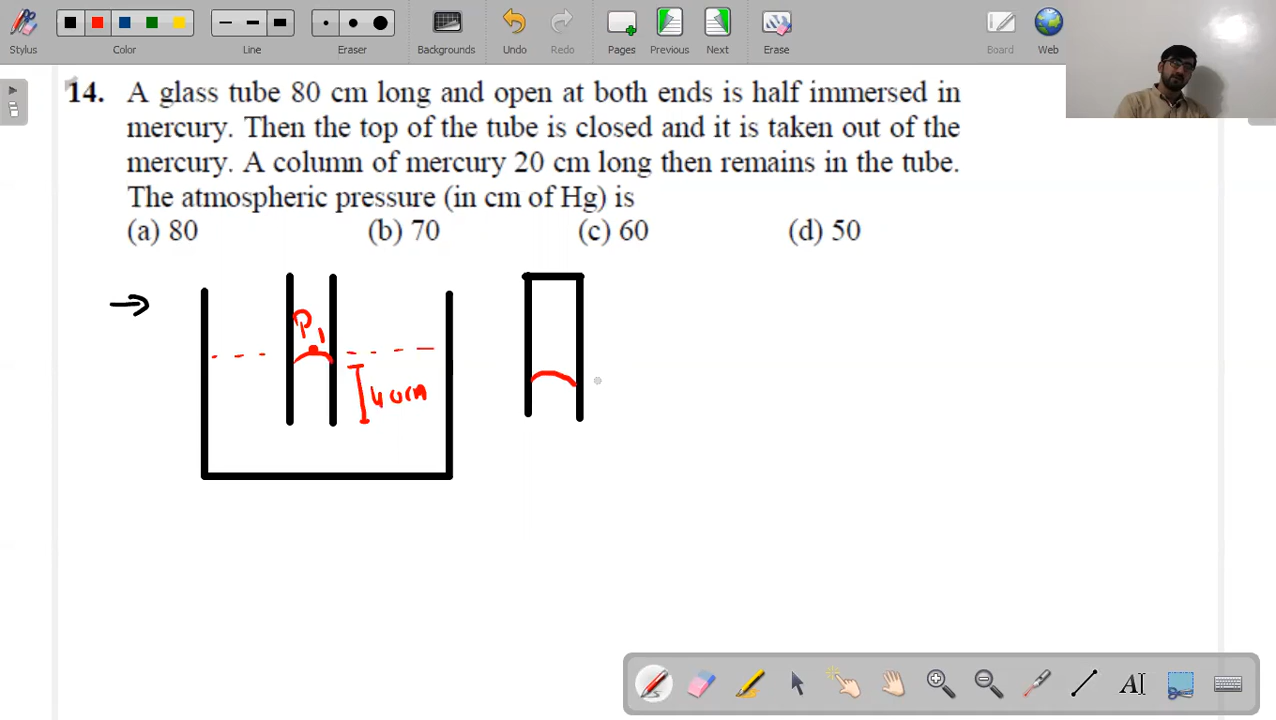 Stylus Color Line Eraser Backgrounds Undo Redo Pages Previous Next Erase Board Web
14. A glass tube 80 cm long and open at both ends is half immersed in
mercury. Then the top of the tube is closed and it is taken out of the
mercury. A column of mercury 20 cm long then remains in the tube.
The atmospheric pressure (in cm of Hg) is
(a) 80 (b) 70 (c) 60 (d) 50
P1
40cm